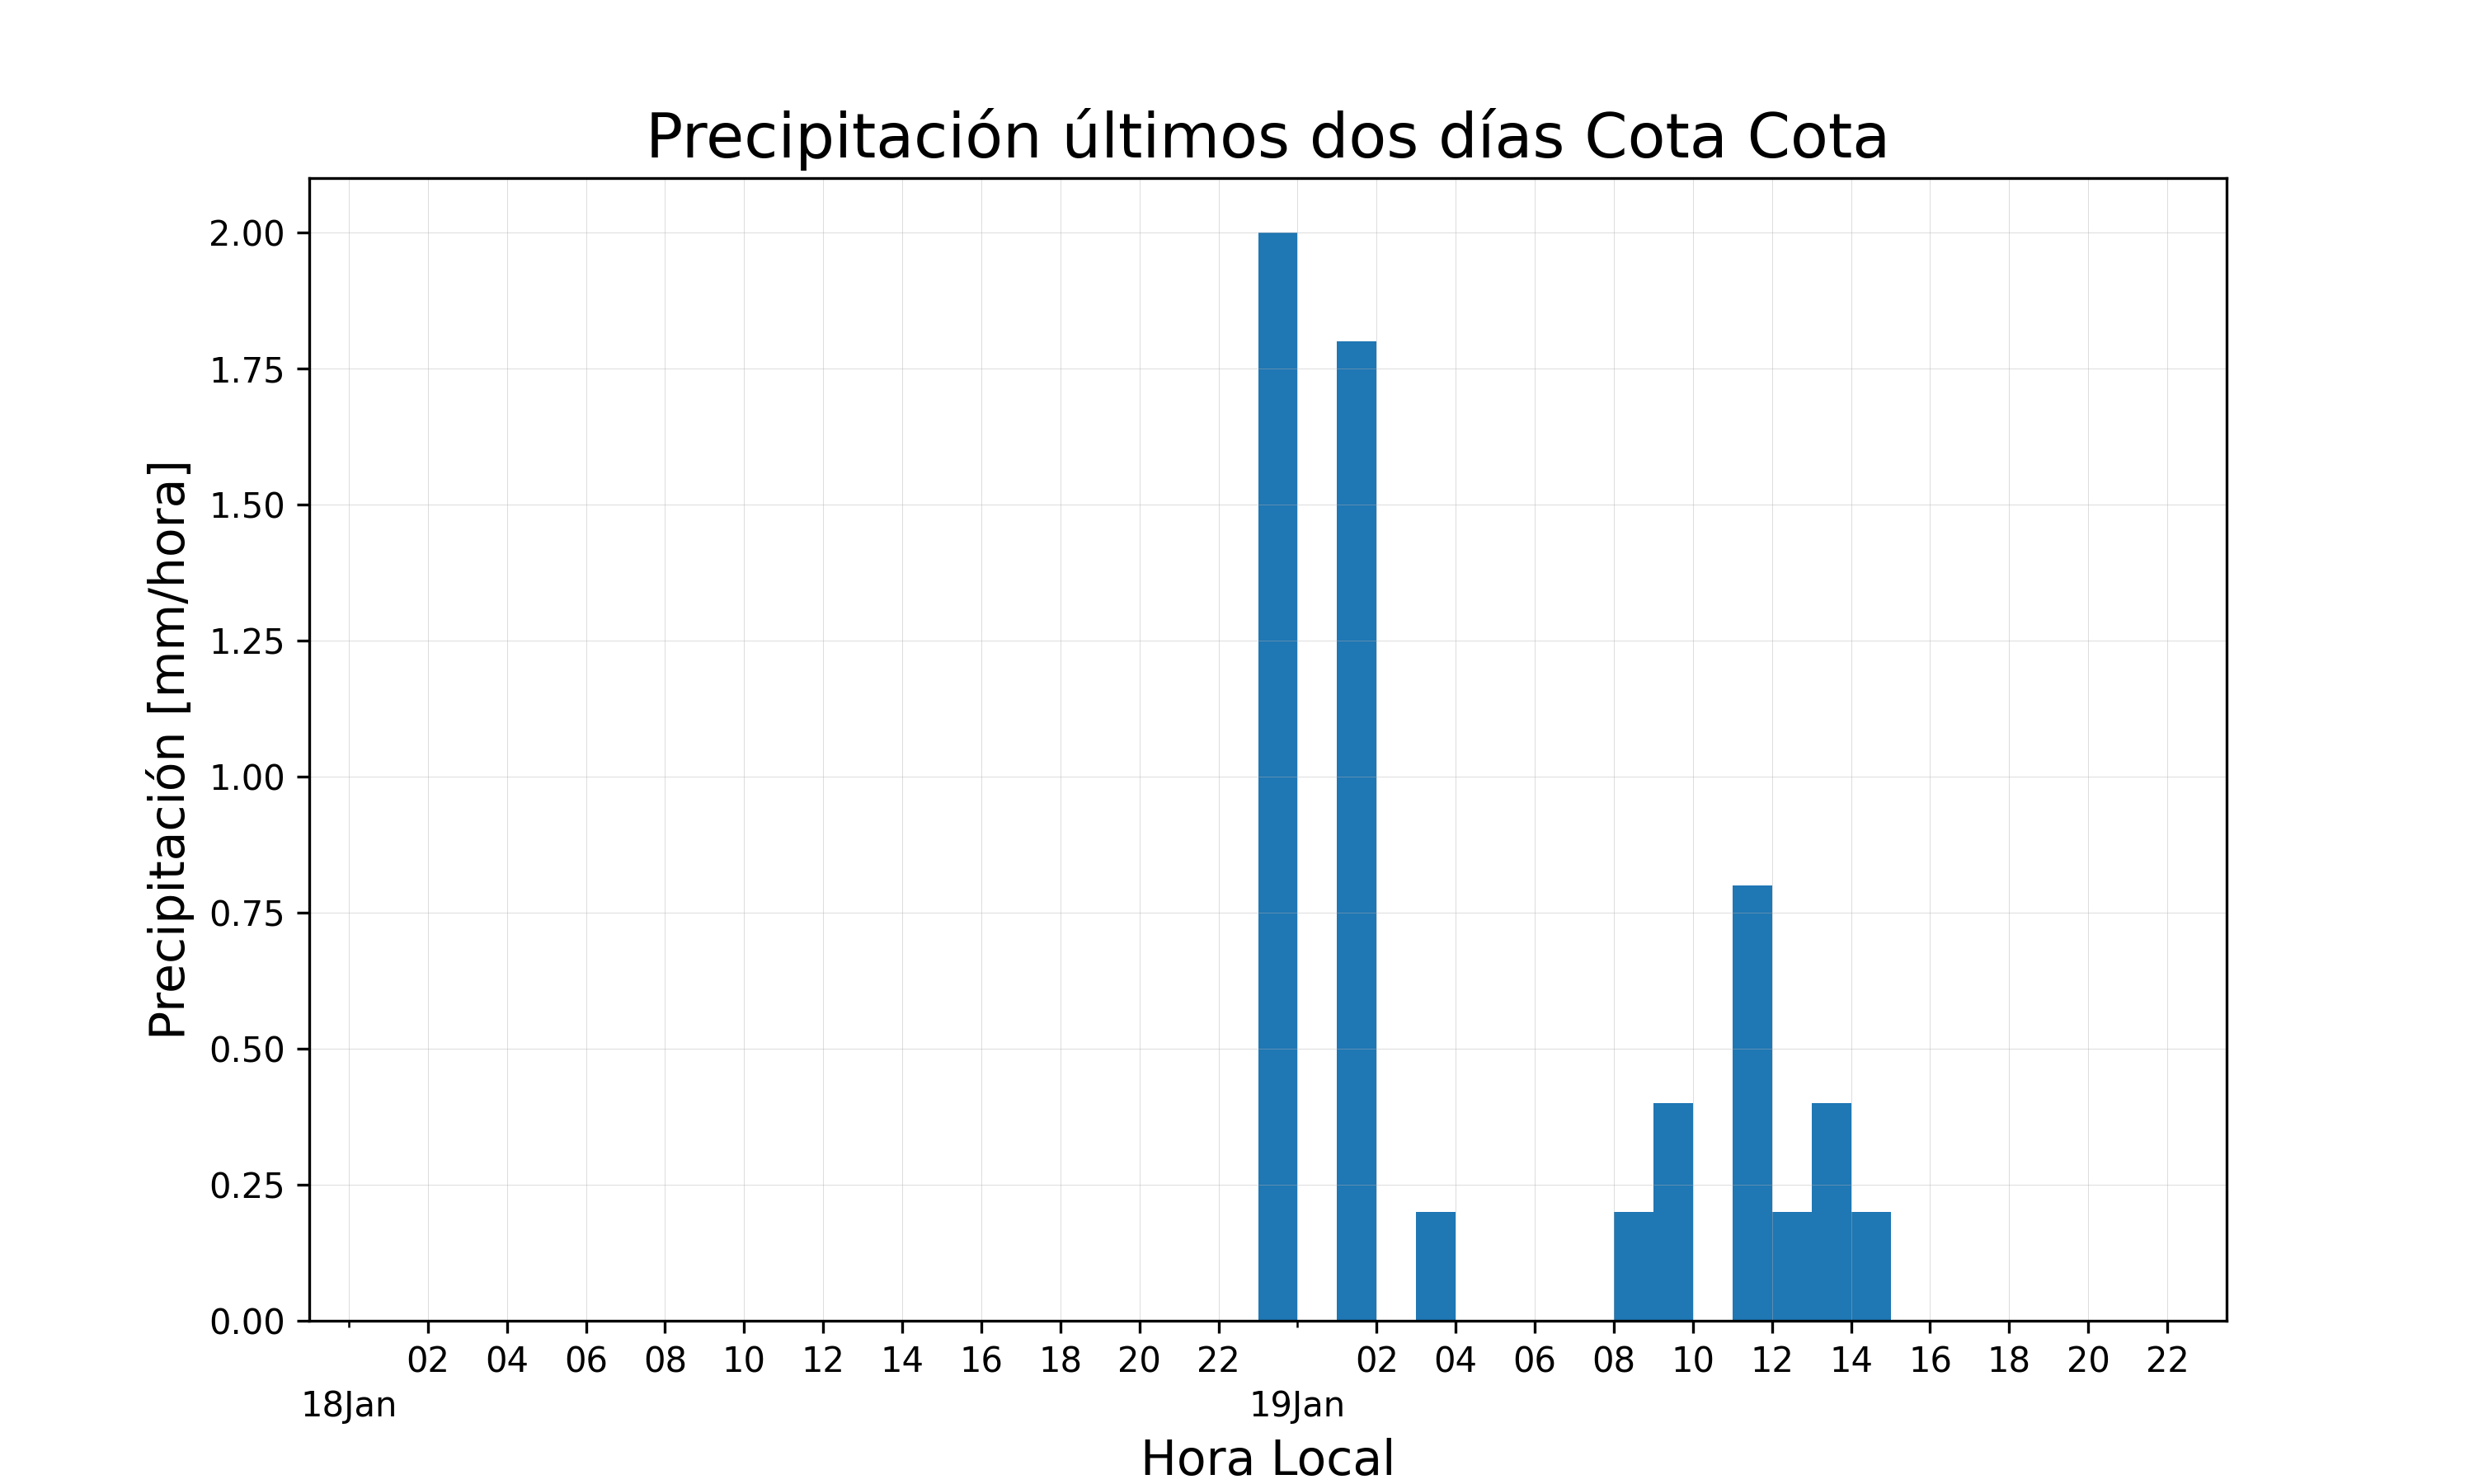 Precipitación últimos dos días Cota Cota
Precipitación [mm/hora]
2.00
1.75
1.50
1.25
1.00
0.75
0.50
0.25
0.00
02 04 06 08 10 12 14 16 18 20 22 02 04 06 08 10 12 14 16 18 20 22
18Jan 19Jan
Hora Local